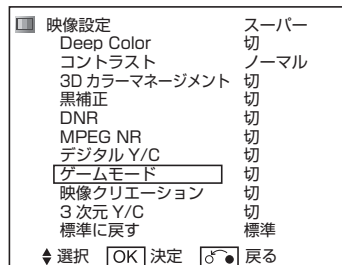 映像設定 スーパー
Deep Color 切
コントラスト ノーマル
3D カラーマネージメント 切
黒補正 切
DNR 切
MPEG NR 切
デジタル Y/C 切
ゲームモード 切
映像クリエーション 切
3 次元 Y/C 切
標準に戻す 標準
選択 OK 決定 戻る